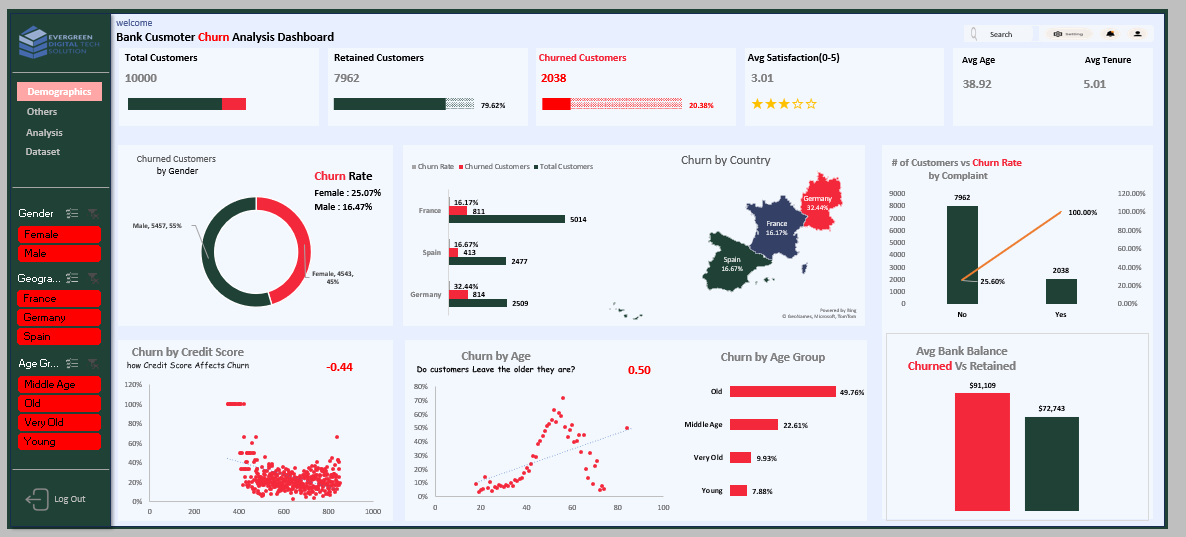 EVERGREEN
DIGITAL TECH
SOLUTION
welcome
Bank Cusmoter Churn Analysis Dashboard
Search
Demographics
Others
Analysis
Dataset
Total Customers
10000
Retained Customers
7962
79.62%
Churned Customers
2038
20.38%
Avg Satisfaction(0-5)
3.01
Avg Age
38.92
Avg Tenure
5.01
Gender
Female
Male
Geogra...
France
Germany
Spain
Age Gr...
Middle Age
Old
Very Old
Young
Log Out
Churned Customers
by Gender
Churn Rate
Female : 25.07%
Male : 16.47%
Male, 5457, 55%
Female, 4543,
45%
Churn Rate Churned Customers Total Customers
Churn by Country
France
16.17%
811
5014
Spain
16.67%
413
2477
Germany
32.44%
814
2509
Germany
32.44%
France
16.17%
Spain
16.67%
Powered by Bing
© GeoNames, Microsoft, TomTom
# of Customers vs Churn Rate
by Complaint
9000
8000
7000
6000
5000
4000
3000
2000
1000
0
7962
2038
25.60%
100.00%
120.00%
100.00%
80.00%
60.00%
40.00%
20.00%
0.00%
No
Yes
Churn by Credit Score
how Credit Score Affects Churn
-0.44
120%
100%
80%
60%
40%
20%
0%
0 200 400 600 800 1000
Churn by Age
Do customers Leave the older they are?
0.50
80%
70%
60%
50%
40%
30%
20%
10%
0%
0 20 40 60 80 100
Churn by Age Group
Old 49.76%
Middle Age 22.61%
Very Old 9.93%
Young 7.88%
Avg Bank Balance
Churned Vs Retained
$91,109
$72,743